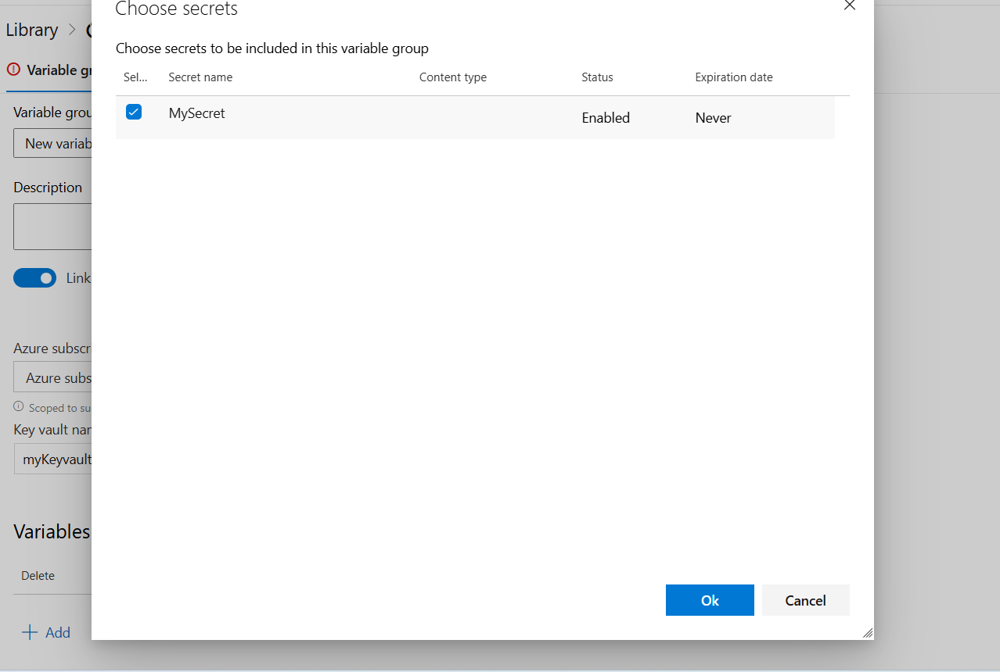 Choose secrets
Library
Choose secrets to be included in this variable group
Variable gr
Sel... Secret name Content type Status Expiration date
MySecret Enabled Never
Variable grou
New variab
Description
Link
Azure subscr
Azure subs
Scoped to su
Key vault nar
myKeyvault
Variables
Delete
Ok Cancel
+ Add